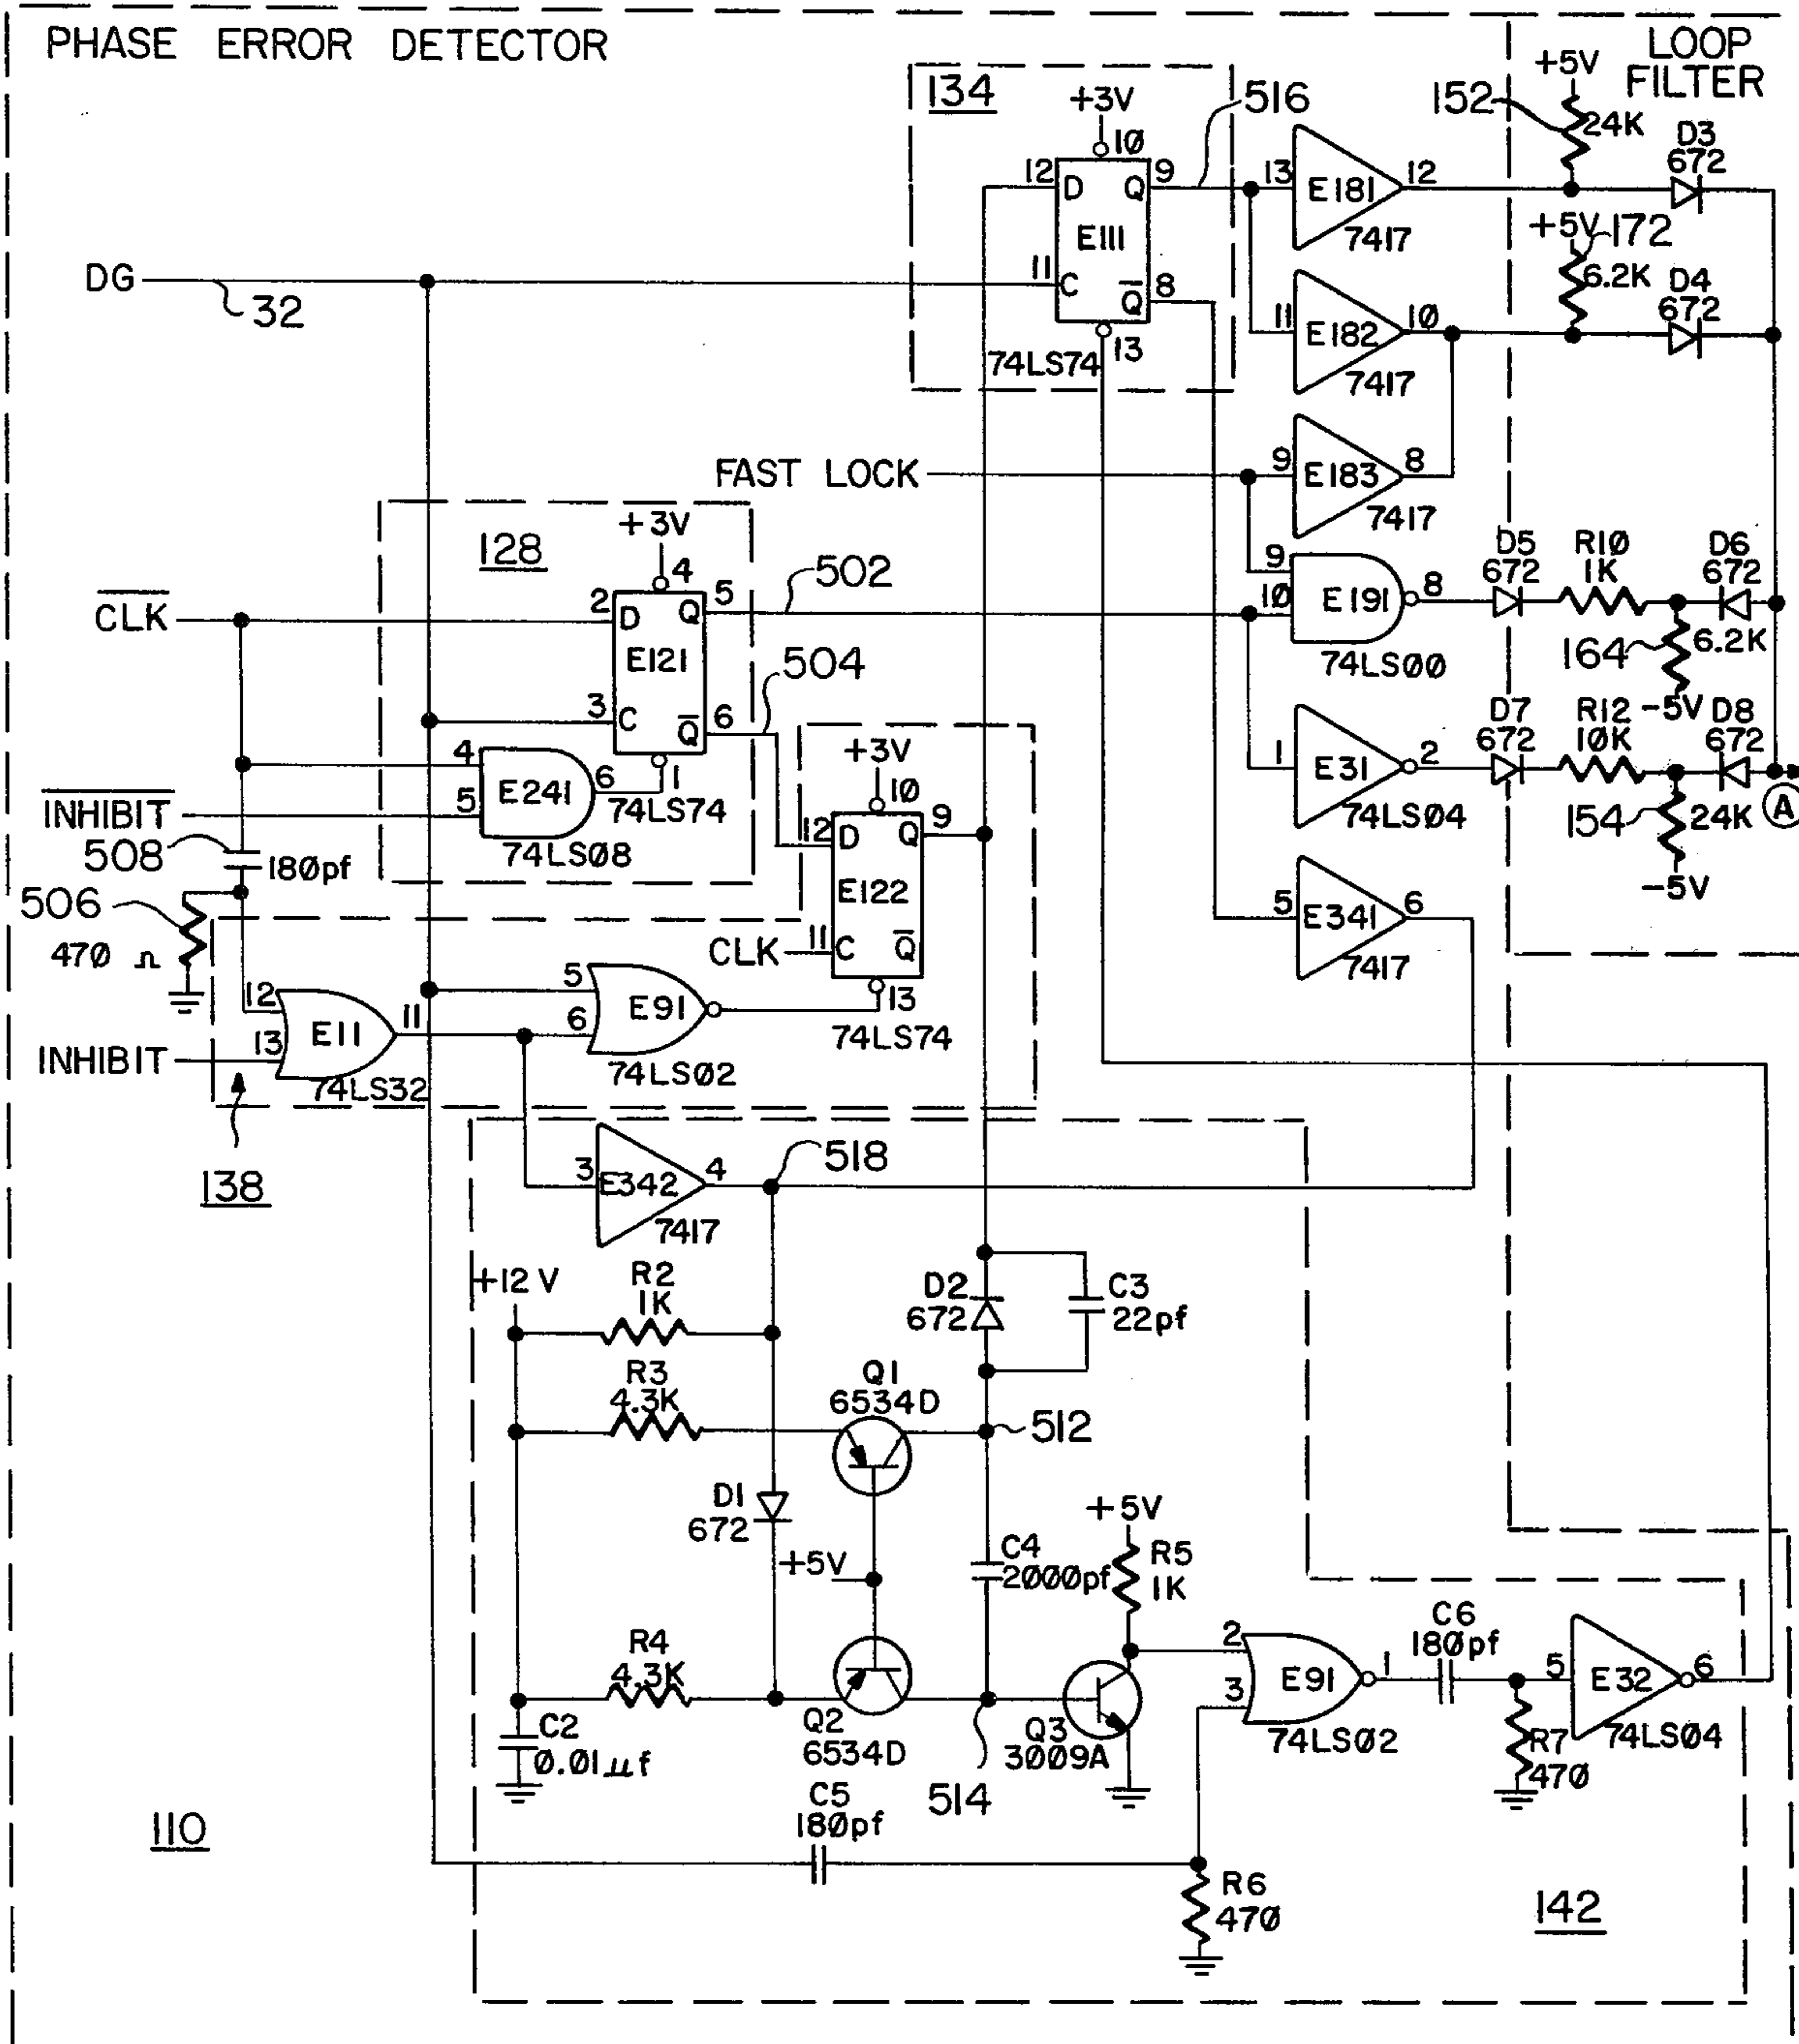 PHASE ERROR DETECTOR
LOOP
FILTER
134
+3V
10
12 D Q 9
E111
11 C Q̅ 8
13
74LS74
516
13 E181 12
7417
152
+5V
24K
D3
672
+5V
172
6.2K
D4
672
11 E182 10
7417
DG
32
FAST LOCK
9 E183 8
7417
128
+3V
4
2 D Q 5
E121
3 C Q̅ 6
1
74LS74
502
504
C̅L̅K̅
4
5
E241
6
74LS08
I̅N̅H̅I̅B̅I̅T̅
508
180pf
506
470 Ω
9
10
E191
8
74LS00
D5
672
R10
1K
D6
672
164
6.2K
-5V
1 E31 2
74LS04
D7
672
R12
10K
D8
672
154
24K
-5V
A
+3V
10
12 D Q 9
E122
CLK 11 C Q̅
13
74LS74
5 E341 6
7417
12
13
E11
11
74LS32
INHIBIT
5
6
E91
74LS02
138
3 E342 4
7417
518
+12V
R2
1K
R3
4.3K
Q1
6534D
D2
672
C3
22pf
512
D1
672
+5V
C4
2000pf
+5V
R5
1K
R4
4.3K
Q2
6534D
Q3
3009A
514
C2
0.01µf
2
3
E91
1
74LS02
C6
180pf
5 E32 6
74LS04
R7
470
C5
180pf
R6
470
110
142